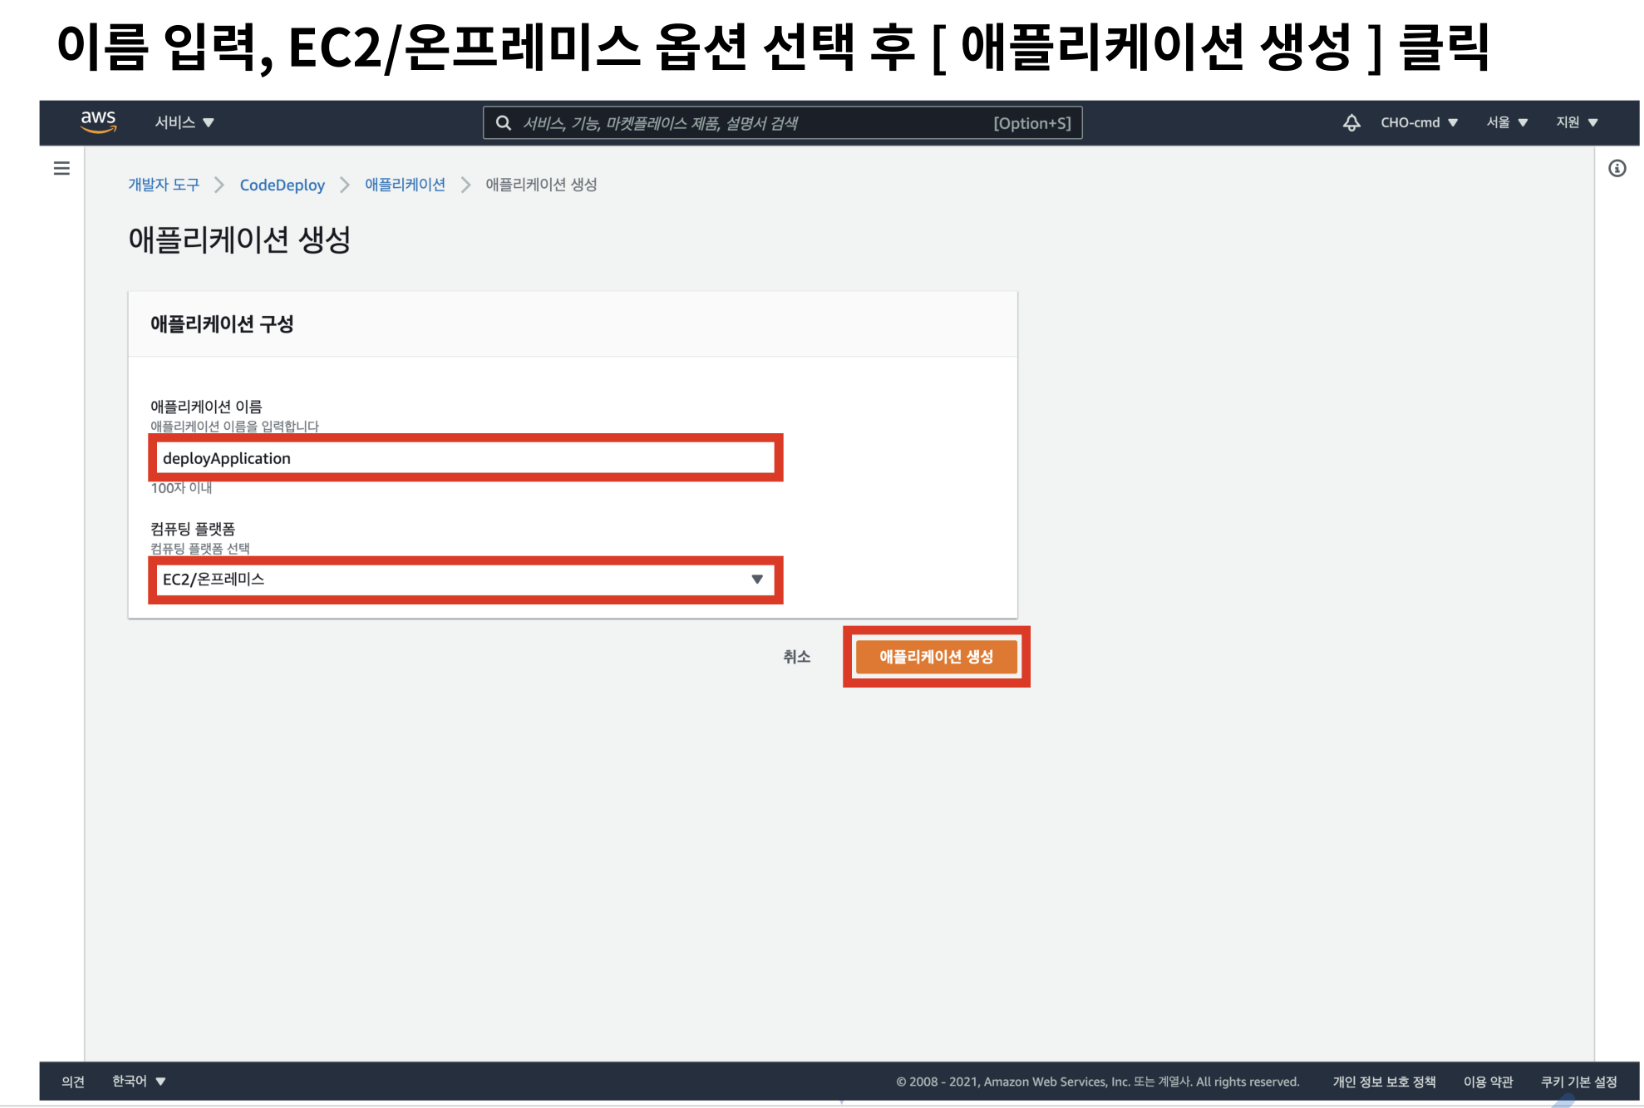 이름 입력, EC2/온프레미스 옵션 선택 후 [ 애플리케이션 생성 ] 클릭
aws 서비스 ▼ 서비스, 기능, 마켓플레이스 제품, 설명서 검색 [Option+S] CHO-cmd ▼ 서울 ▼ 지원 ▼
개발자 도구 > CodeDeploy > 애플리케이션 > 애플리케이션 생성
애플리케이션 생성
애플리케이션 구성
애플리케이션 이름
애플리케이션 이름을 입력합니다
deployApplication
100자 이내
컴퓨팅 플랫폼
컴퓨팅 플랫폼 선택
EC2/온프레미스 ▼
취소 애플리케이션 생성
의견 한국어 ▼ © 2008 - 2021, Amazon Web Services, Inc. 또는 계열사. All rights reserved. 개인 정보 보호 정책 이용 약관 쿠키 기본 설정